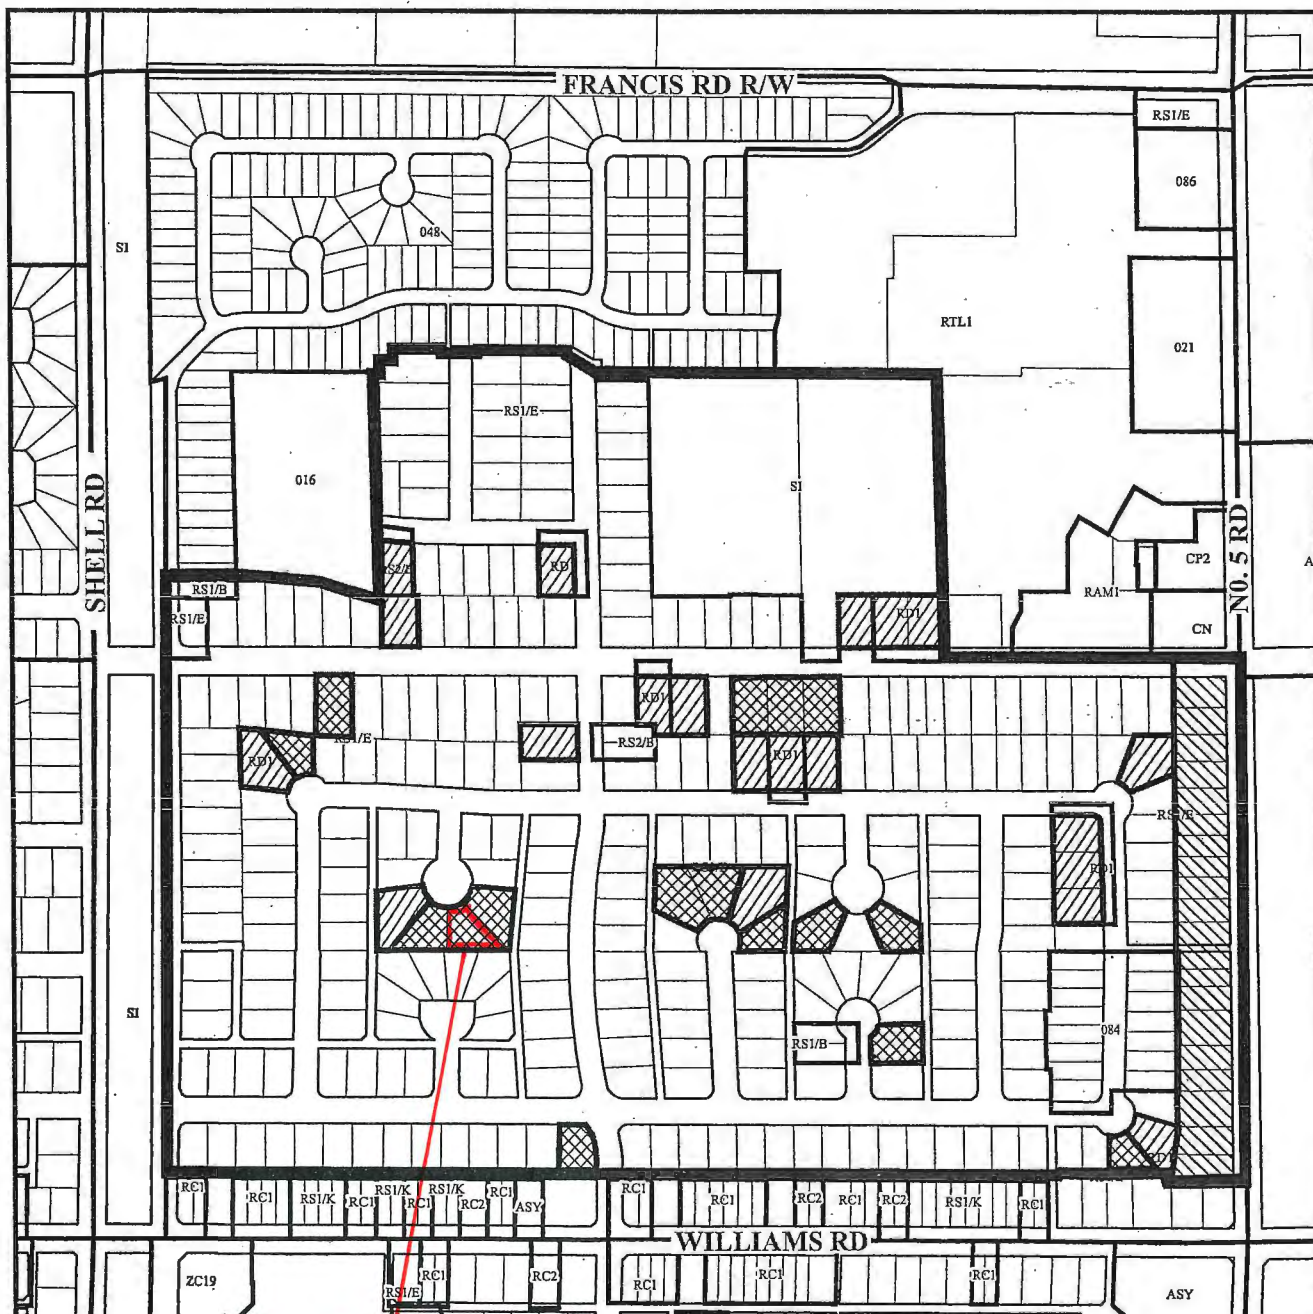 FRANCIS RD R/W
RS1/E
086
S1
048
RTL1
021
RS1/E
016
S1
SHELL RD
NO. 5 RD
CP2
RD
RS1/B
RAM1
RS1/E
RD1
CN
A
RD1
RS2/B
RS1/E
RD1
RD1
RS1/E
RD1
S1
084
RS1/B
RD1
RC1
RC1
RS1/K
RC1
RS1/K
RC1
RS1/K
RC2
RC1
ASY
RC1
RC1
RC2
RC1
RC2
RS1/K
RC1
WILLIAMS RD
ZC19
RS1/E
RC1
RC2
RC1
RC1
RC1
ASY